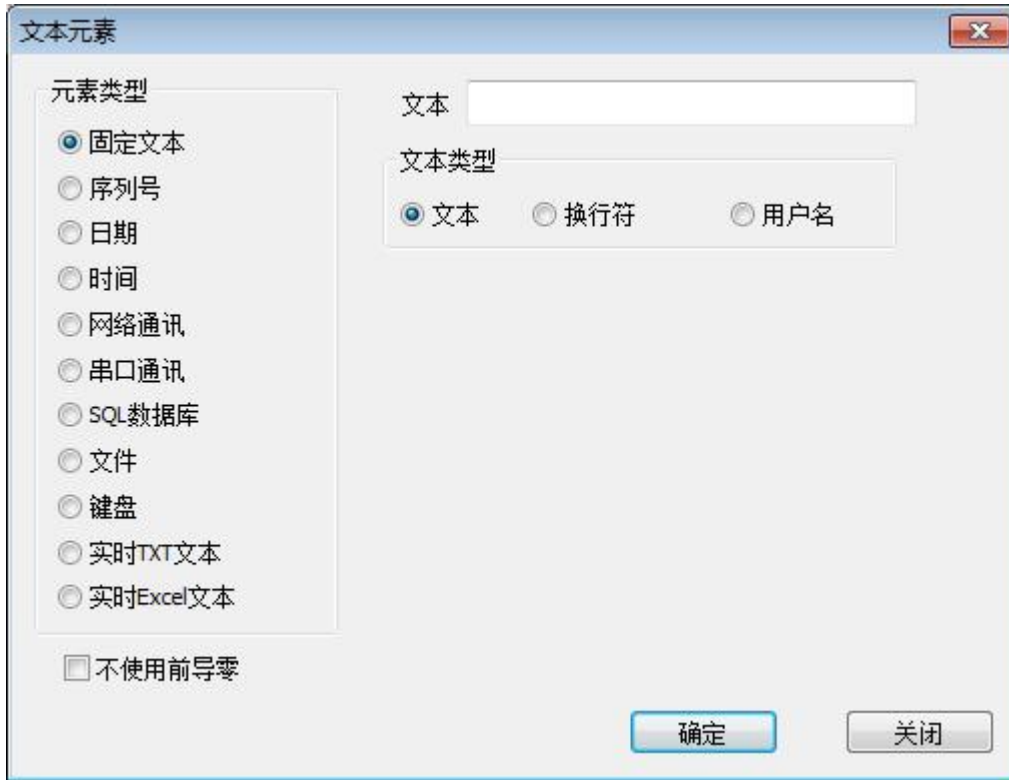 文本元素
元素类型
固定文本
序列号
日期
时间
网络通讯
串口通讯
SQL数据库
文件
键盘
实时TXT文本
实时Excel文本
不使用前导零
文本
文本类型
文本 换行符 用户名
确定 关闭